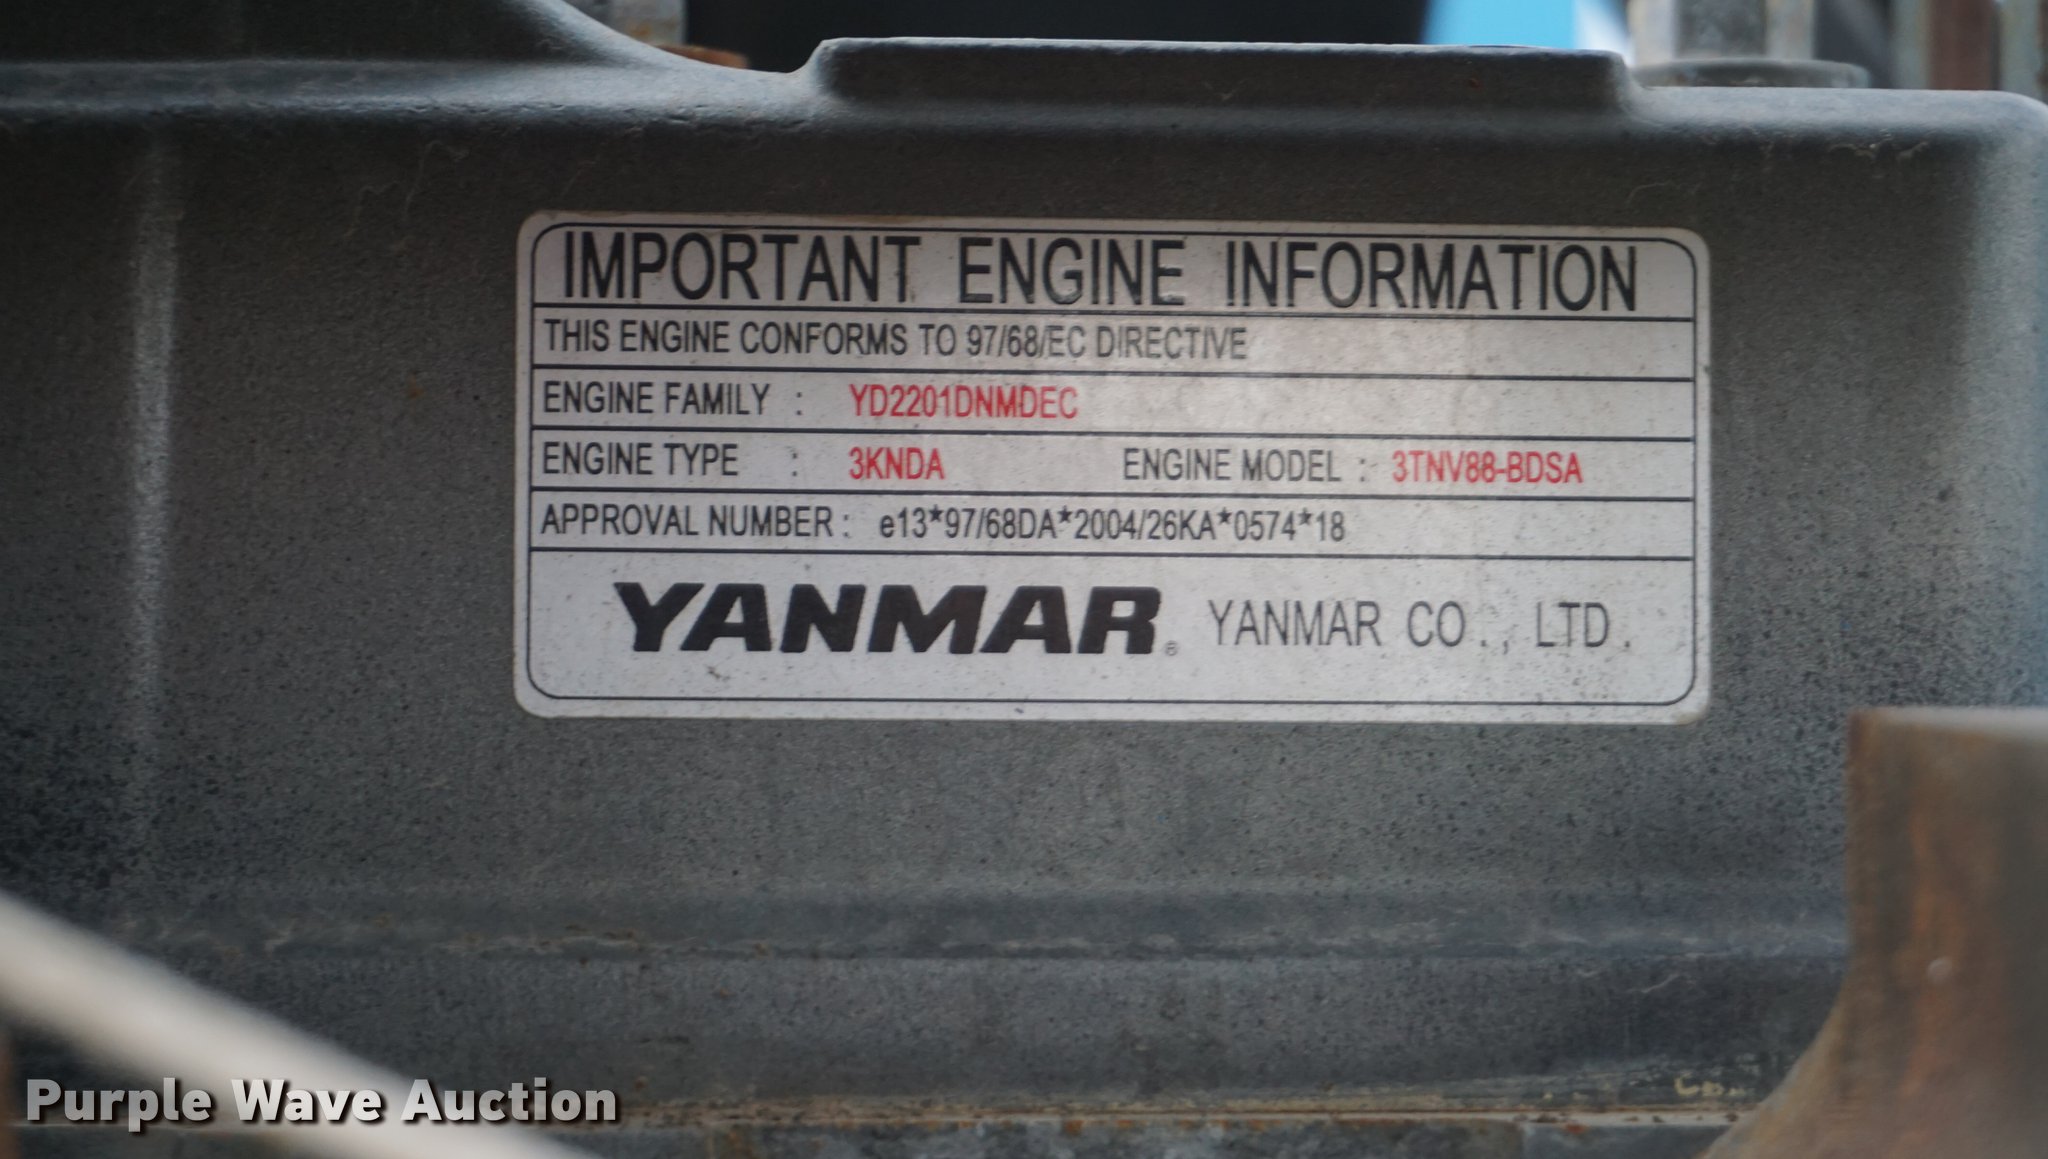 IMPORTANT ENGINE INFORMATION
THIS ENGINE CONFORMS TO 97/68/EC DIRECTIVE
ENGINE FAMILY : YD2201DNMDEC
ENGINE TYPE : 3KNDA ENGINE MODEL : 3TNV88-BDSA
APPROVAL NUMBER : e13*97/68DA*2004/26KA*0574*18
YANMAR® YANMAR CO., LTD.
Purple Wave Auction